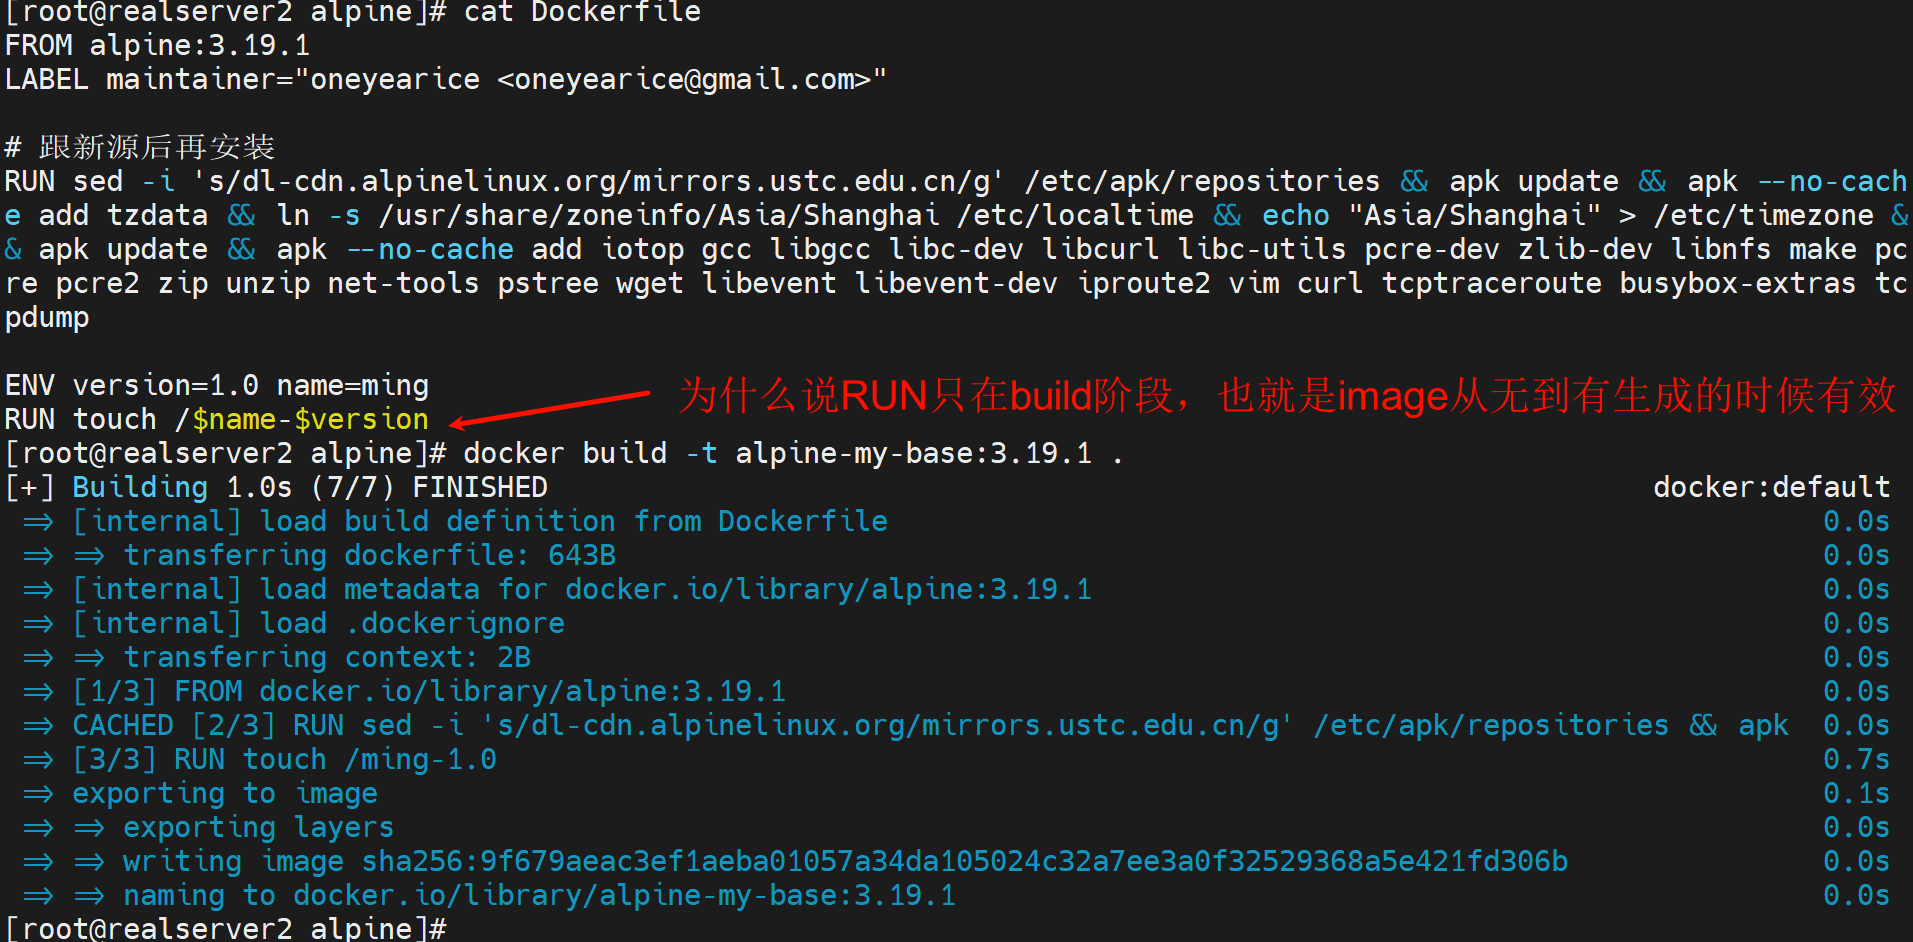 [root@realserver2 alpine]# cat Dockerfile
FROM alpine:3.19.1
LABEL maintainer="oneyearice <oneyearice@gmail.com>"
# 跟新源后再安装
RUN sed -i 's/dl-cdn.alpinelinux.org/mirrors.ustc.edu.cn/g' /etc/apk/repositories && apk update && apk --no-cach
e add tzdata && ln -s /usr/share/zoneinfo/Asia/Shanghai /etc/localtime && echo "Asia/Shanghai" > /etc/timezone &
& apk update && apk --no-cache add iotop gcc libgcc libc-dev libcurl libc-utils pcre-dev zlib-dev libnfs make pc
re pcre2 zip unzip net-tools pstree wget libevent libevent-dev iproute2 vim curl tcptraceroute busybox-extras tc
pdump
ENV version=1.0 name=ming
为什么说RUN只在build阶段，也就是image从无到有生成的时候有效
RUN touch /$name-$version
[root@realserver2 alpine]# docker build -t alpine-my-base:3.19.1 .
[+] Building 1.0s (7/7) FINISHED docker:default
=> [internal] load build definition from Dockerfile 0.0s
=> => transferring dockerfile: 643B 0.0s
=> [internal] load metadata for docker.io/library/alpine:3.19.1 0.0s
=> [internal] load .dockerignore 0.0s
=> => transferring context: 2B 0.0s
=> [1/3] FROM docker.io/library/alpine:3.19.1 0.0s
=> CACHED [2/3] RUN sed -i 's/dl-cdn.alpinelinux.org/mirrors.ustc.edu.cn/g' /etc/apk/repositories && apk 0.0s
=> [3/3] RUN touch /ming-1.0 0.7s
=> exporting to image 0.1s
=> => exporting layers 0.0s
=> => writing image sha256:9f679aeac3ef1aeba01057a34da105024c32a7ee3a0f32529368a5e421fd306b 0.0s
=> => naming to docker.io/library/alpine-my-base:3.19.1 0.0s
[root@realserver2 alpine]#